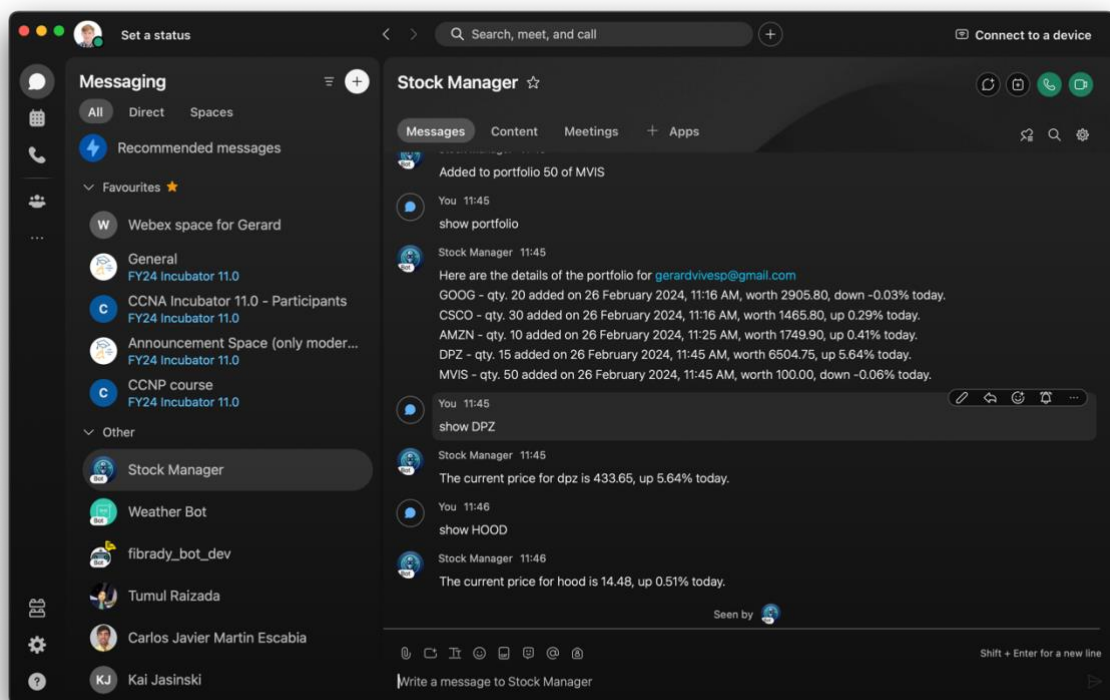 Set a status
Search, meet, and call
Connect to a device
Messaging
All Direct Spaces
Recommended messages
Favourites
W Webex space for Gerard
General
FY24 Incubator 11.0
C CCNA Incubator 11.0 - Participants
FY24 Incubator 11.0
Announcement Space (only moder...
FY24 Incubator 11.0
C CCNP course
FY24 Incubator 11.0
Other
Bot Stock Manager
Bot Weather Bot
Bot fibrady_bot_dev
Tumul Raizada
Carlos Javier Martin Escabia
KJ Kai Jasinski
Stock Manager
Messages Content Meetings + Apps
Bot
Added to portfolio 50 of MVIS
You 11:45
show portfolio
Stock Manager 11:45
Bot
Here are the details of the portfolio for gerardvivesp@gmail.com
GOOG - qty. 20 added on 26 February 2024, 11:16 AM, worth 2905.80, down -0.03% today.
CSCO - qty. 30 added on 26 February 2024, 11:16 AM, worth 1465.80, up 0.29% today.
AMZN - qty. 10 added on 26 February 2024, 11:25 AM, worth 1749.90, up 0.41% today.
DPZ - qty. 15 added on 26 February 2024, 11:45 AM, worth 6504.75, up 5.64% today.
MVIS - qty. 50 added on 26 February 2024, 11:45 AM, worth 100.00, down -0.06% today.
You 11:45
show DPZ
Stock Manager 11:45
Bot
The current price for dpz is 433.65, up 5.64% today.
You 11:46
show HOOD
Stock Manager 11:46
Bot
The current price for hood is 14.48, up 0.51% today.
Seen by
Shift + Enter for a new line
Write a message to Stock Manager